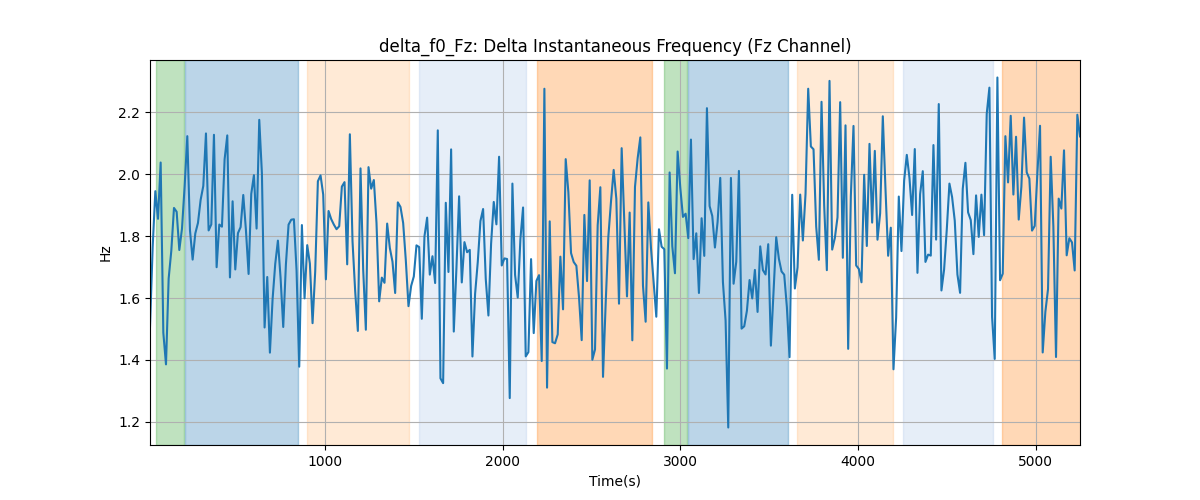 delta_f0_Fz: Delta Instantaneous Frequency (Fz Channel)
Hz
2.2
2.0
1.8
1.6
1.4
1.2
1000 2000 3000 4000 5000
Time(s)